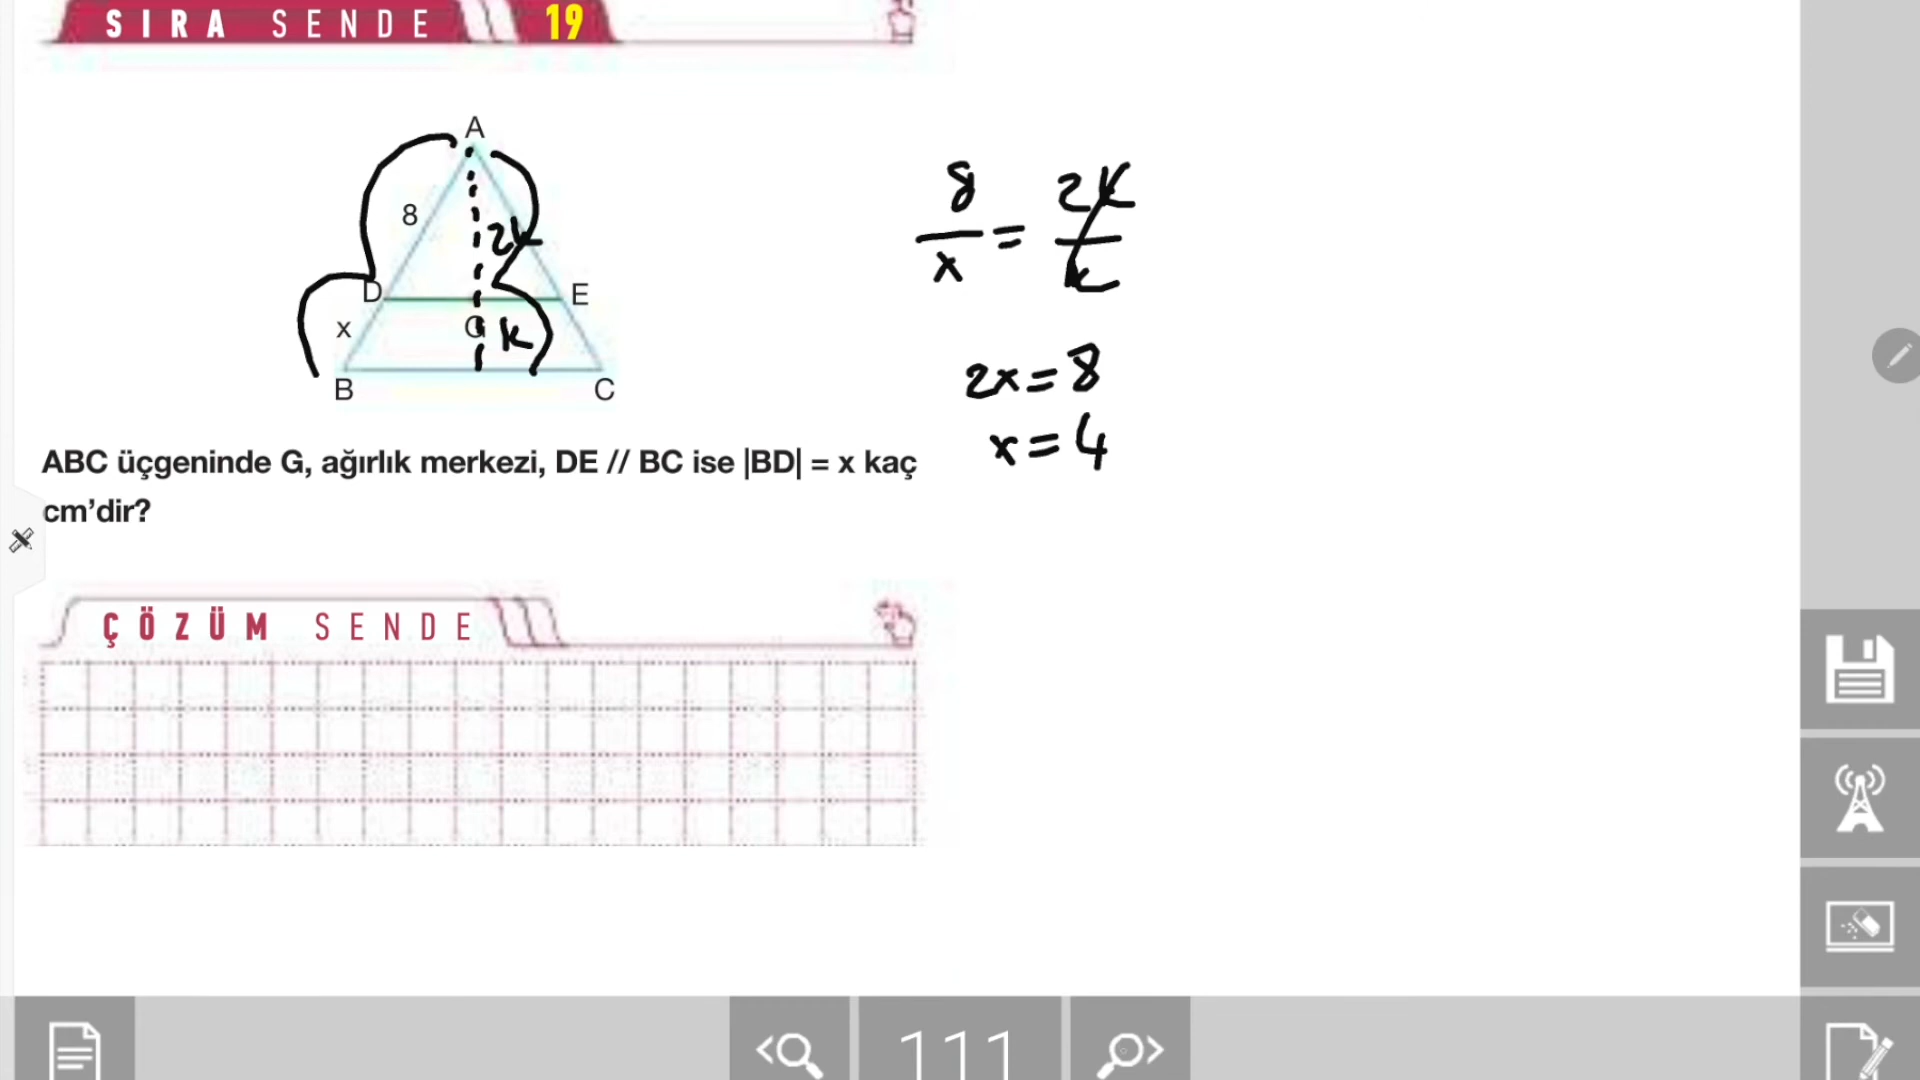 SIRA SENDE 19
A
8
2k
D
E
x
G
k
B
C
8/x = 2k/k
2x=8
x=4
ABC üçgeninde G, ağırlık merkezi, DE // BC ise |BD| = x kaç
cm’dir?
ÇÖZÜM SENDE
111